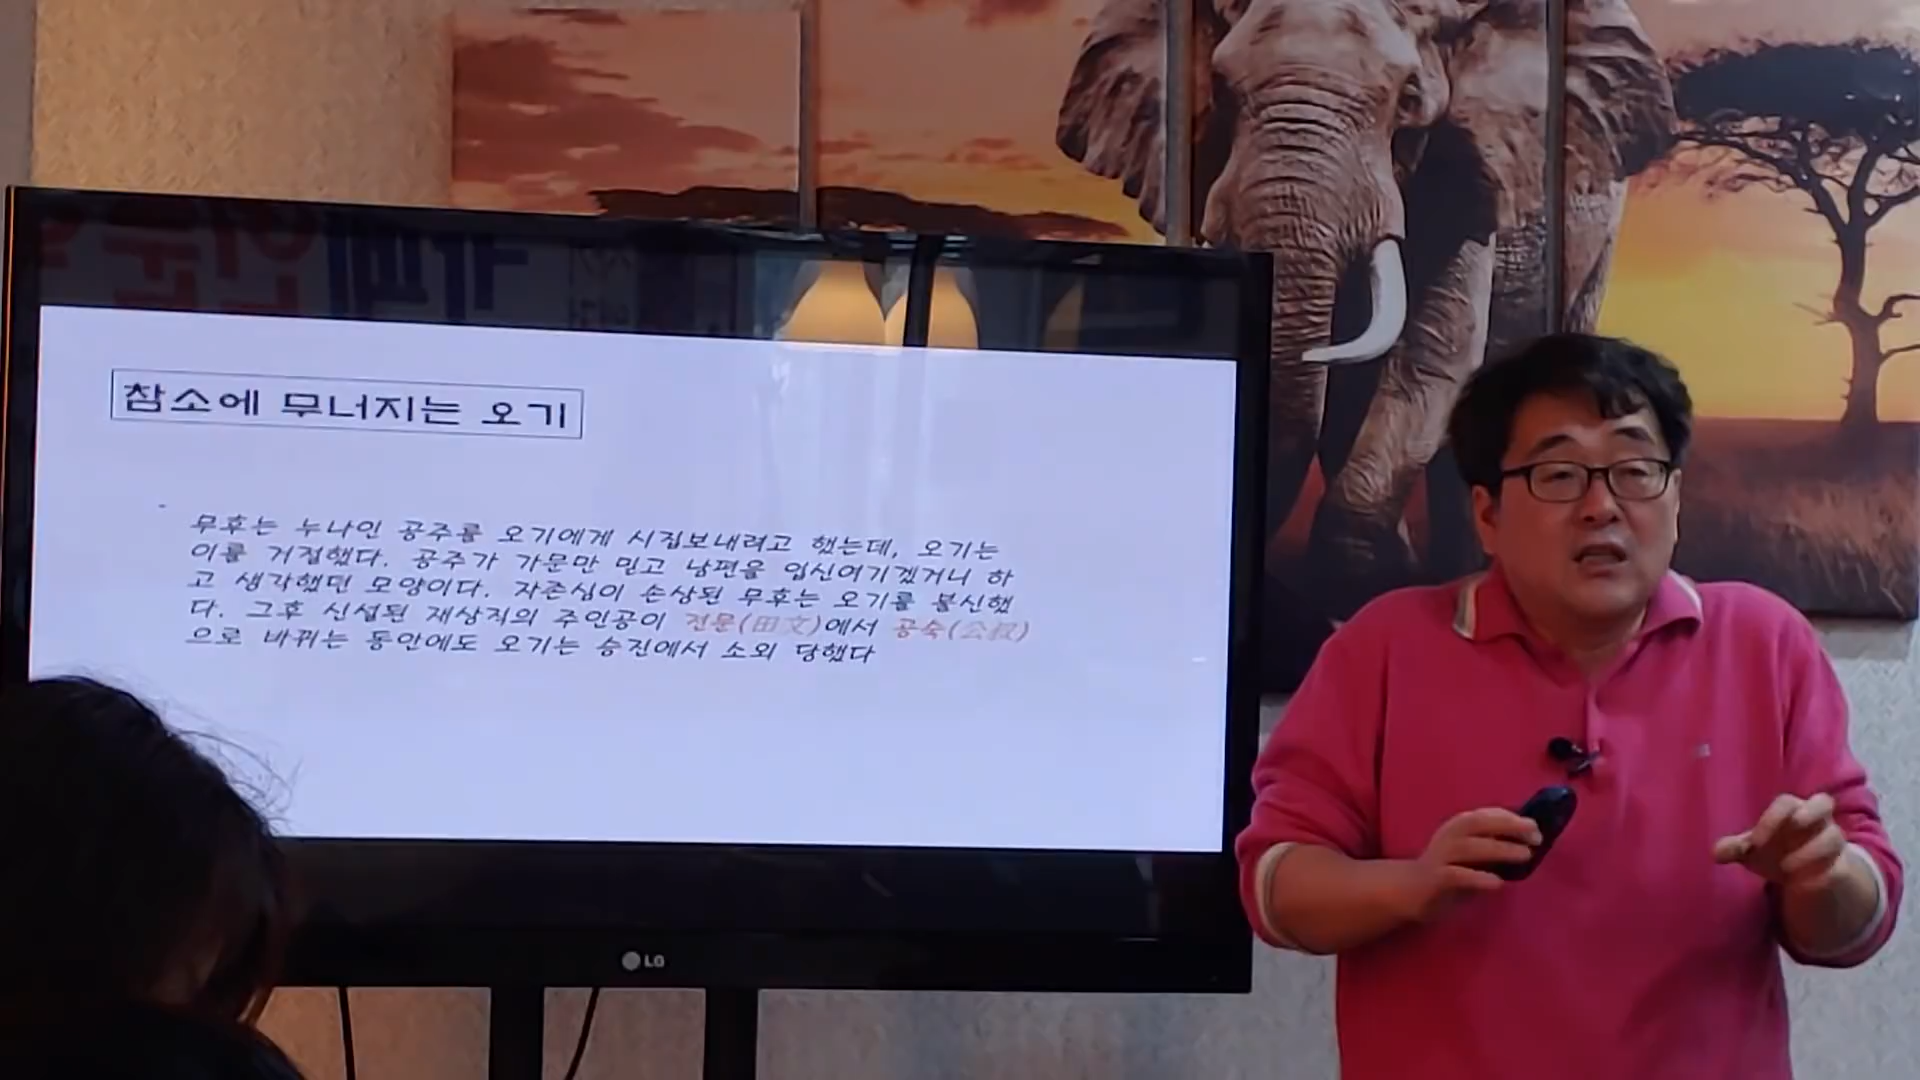 참소에 무너지는 오기
무후는 누나인 공주를 오기에게 시집보내려고 했는데, 오기는
이를 거절했다. 공주가 가문만 믿고 남편을 업신여기겠거니 하
고 생각했던 모양이다. 자존심이 손상된 무후는 오기를 불신했
다. 그후 신설된 재상직의 주인공이 전문(田文)에서 공숙(公叔)
으로 바뀌는 동안에도 오기는 승진에서 소외 당했다
LG